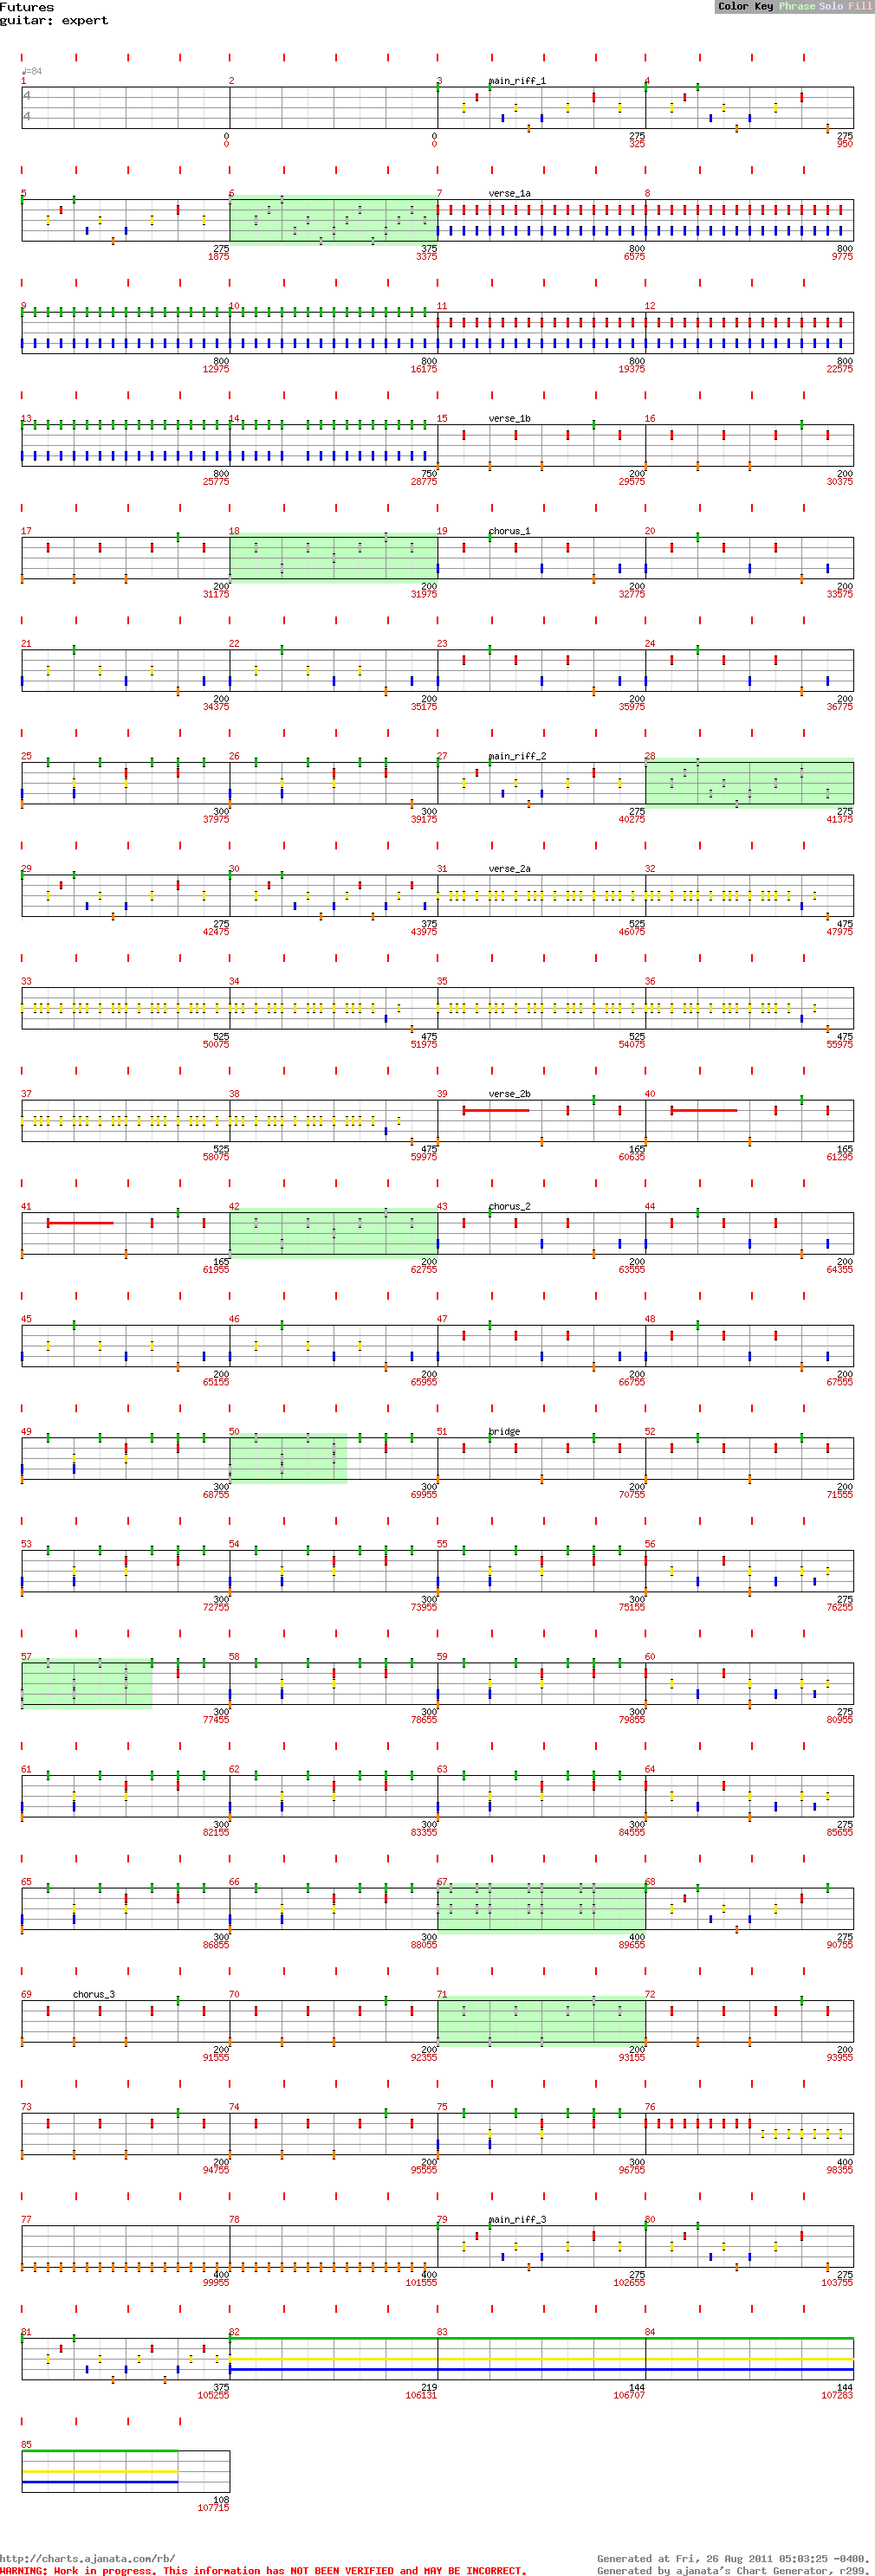 Futures
Color Key Phrase Solo Fill
guitar: expert
♩=84
1 2 3 main_riff_1 4
4
4
0 0 275 275
0 0 325 950
5 6 7 verse_1a 8
275 375 800 800
1875 3375 6575 9775
9 10 11 12
800 800 800 800
12975 16175 19375 22575
13 14 15 verse_1b 16
800 750 200 200
25775 28775 29575 30375
17 18 19 chorus_1 20
200 200 200 200
31175 31975 32775 33575
21 22 23 24
200 200 200 200
34375 35175 35975 36775
25 26 27 main_riff_2 28
300 300 275 275
37975 39175 40275 41375
29 30 31 verse_2a 32
275 375 525 475
42475 43975 46075 47975
33 34 35 36
525 475 525 475
50075 51975 54075 55975
37 38 39 verse_2b 40
525 475 165 165
58075 59975 60635 61295
41 42 43 chorus_2 44
165 200 200 200
61955 62755 63555 64355
45 46 47 48
200 200 200 200
65155 65955 66755 67555
49 50 51 bridge 52
300 300 200 200
68755 69955 70755 71555
53 54 55 56
300 300 300 275
72755 73955 75155 76255
57 58 59 60
300 300 300 275
77455 78655 79855 80955
61 62 63 64
300 300 300 275
82155 83355 84555 85655
65 66 67 68
300 300 400 275
86855 88055 89655 90755
69 chorus_3 70 71 72
200 200 200 200
91555 92355 93155 93955
73 74 75 76
200 200 300 400
94755 95555 96755 98355
77 78 79 main_riff_3 80
400 400 275 275
99955 101555 102655 103755
81 82 83 84
375 219 144 144
105255 106131 106707 107283
85
108
107715
http://charts.ajanata.com/rb/ Generated at Fri, 26 Aug 2011 05:03:25 -0400.
WARNING: Work in progress. This information has NOT BEEN VERIFIED and MAY BE INCORRECT. Generated by ajanata's Chart Generator, r299.